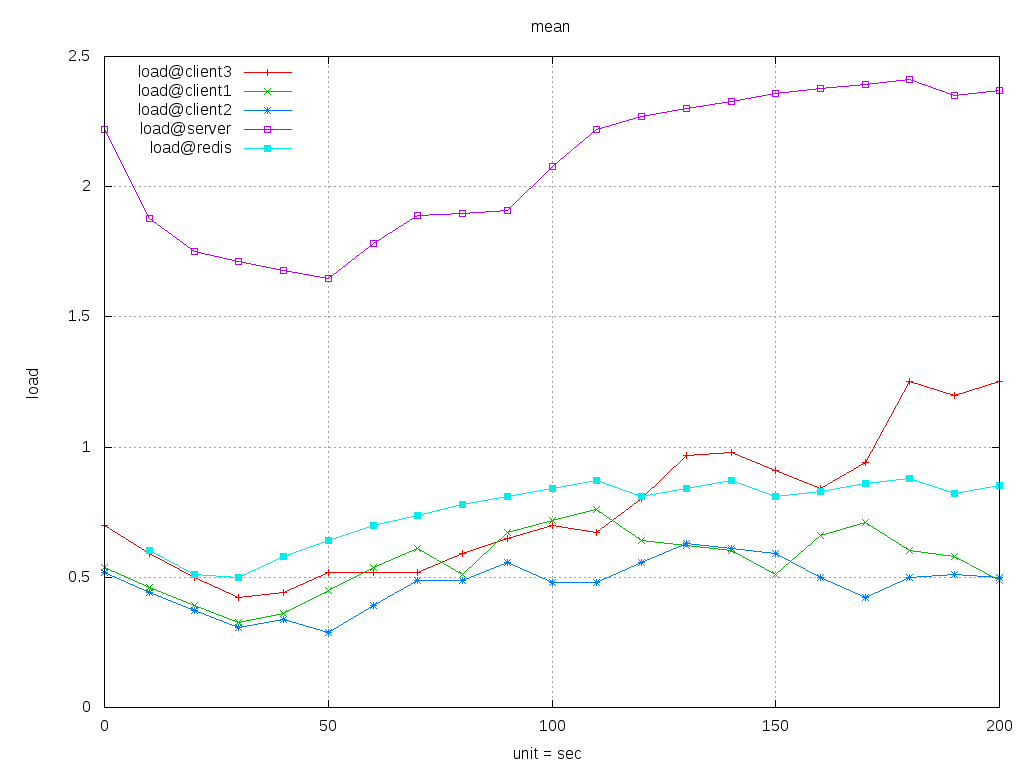 mean
2.5
2
1.5
1
0.5
0
load
load@client3
load@client1
load@client2
load@server
load@redis
0 50 100 150 200
unit = sec